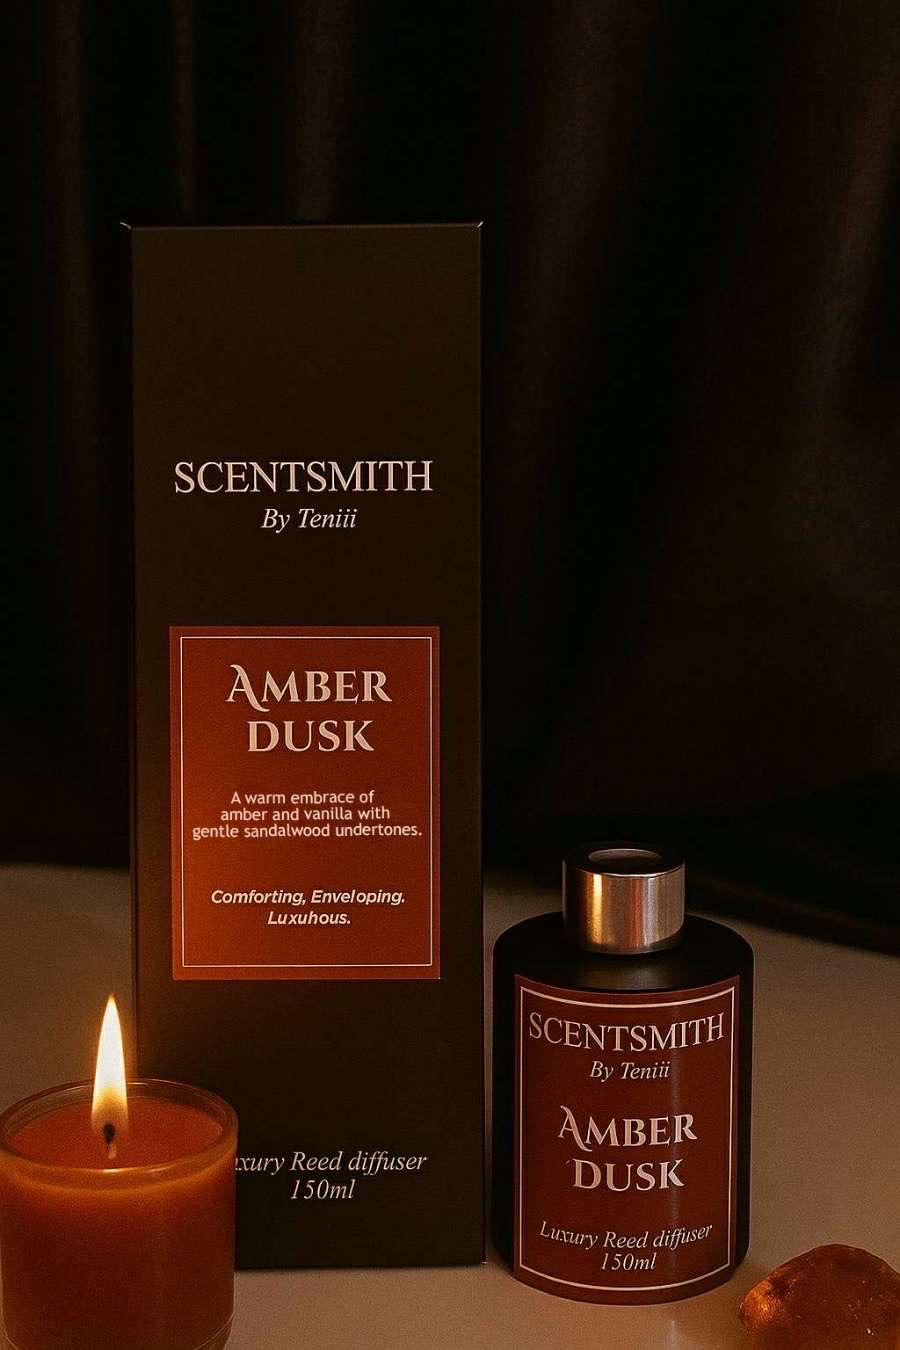 SCENTSMITH
By Teniii
AMBER
DUSK
A warm embrace of
amber and vanilla with
gentle sandalwood undertones.
Comforting, Enveloping.
Luxuhous.
uxury Reed diffuser
150ml
SCENTSMITH
By Teniii
AMBER
DUSK
Luxury Reed diffuser
150ml